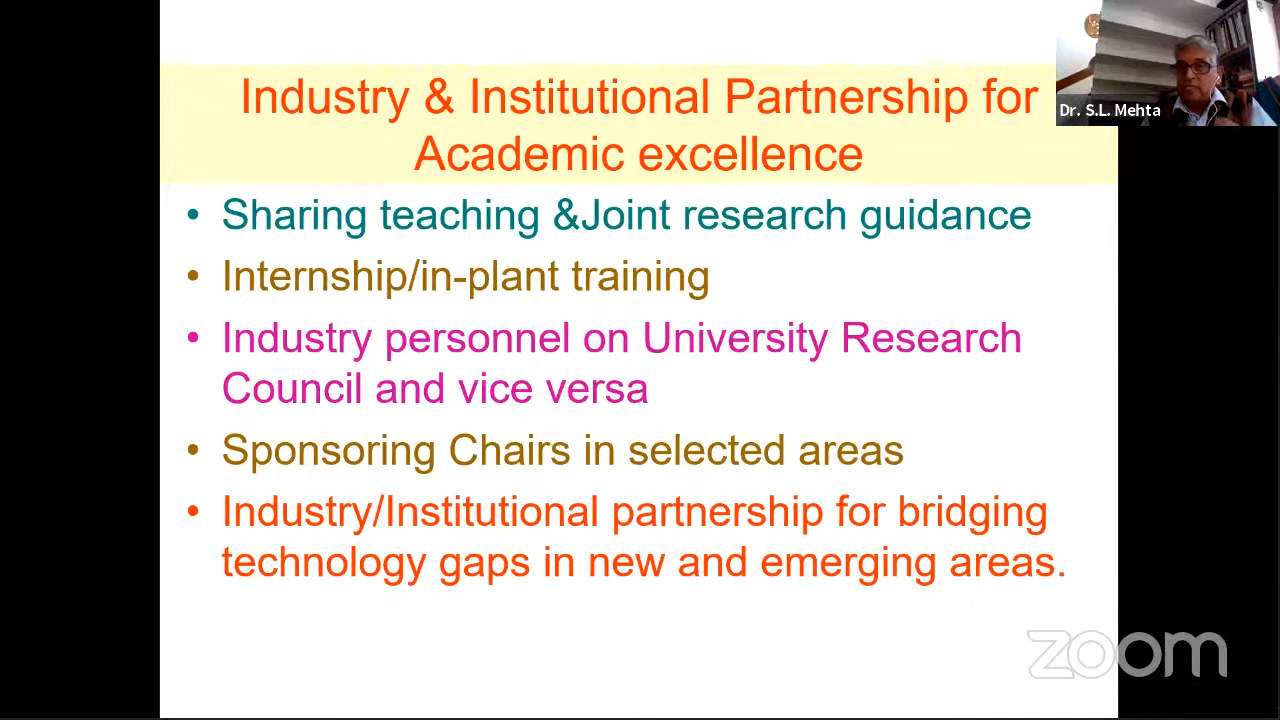 Industry & Institutional Partnership for
Academic excellence
Dr. S.L. Mehta
• Sharing teaching &Joint research guidance
• Internship/in-plant training
• Industry personnel on University Research
Council and vice versa
• Sponsoring Chairs in selected areas
• Industry/Institutional partnership for bridging
technology gaps in new and emerging areas.
zoom